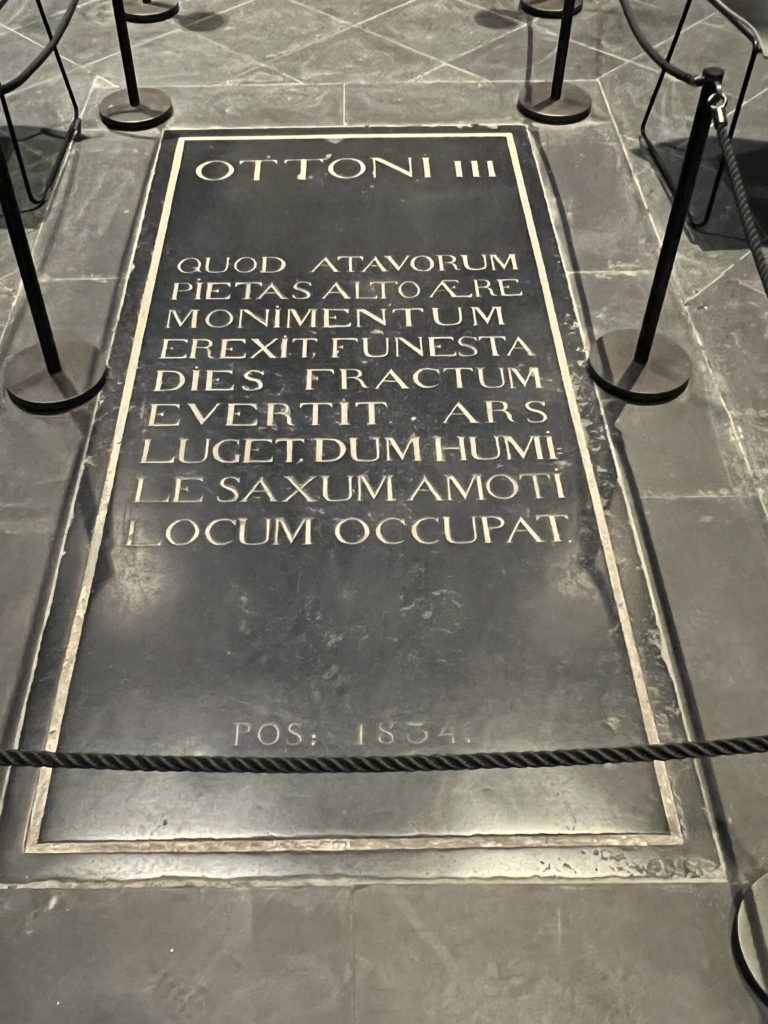 OTTONI III
QUOD ATAVORUM
PIETAS ALTO ÆRE
MONIMENTUM
EREXIT, FUNESTA
DIES FRACTUM
EVERTIT . ARS
LUGET, DUM HUMI-
LE SAXUM AMOTI
LOCUM OCCUPAT.
POS: 1834.